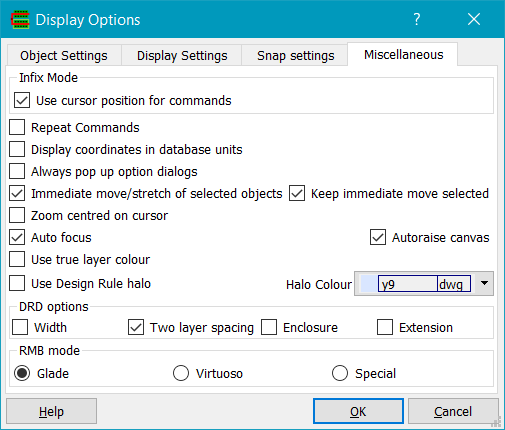 Display Options ? X
Object Settings Display Settings Snap settings Miscellaneous
Infix Mode
Use cursor position for commands
Repeat Commands
Display coordinates in database units
Always pop up option dialogs
Immediate move/stretch of selected objects Keep immediate move selected
Zoom centred on cursor
Auto focus Autoraise canvas
Use true layer colour
Use Design Rule halo Halo Colour y9 dwg
DRD options
Width Two layer spacing Enclosure Extension
RMB mode
Glade Virtuoso Special
Help OK Cancel